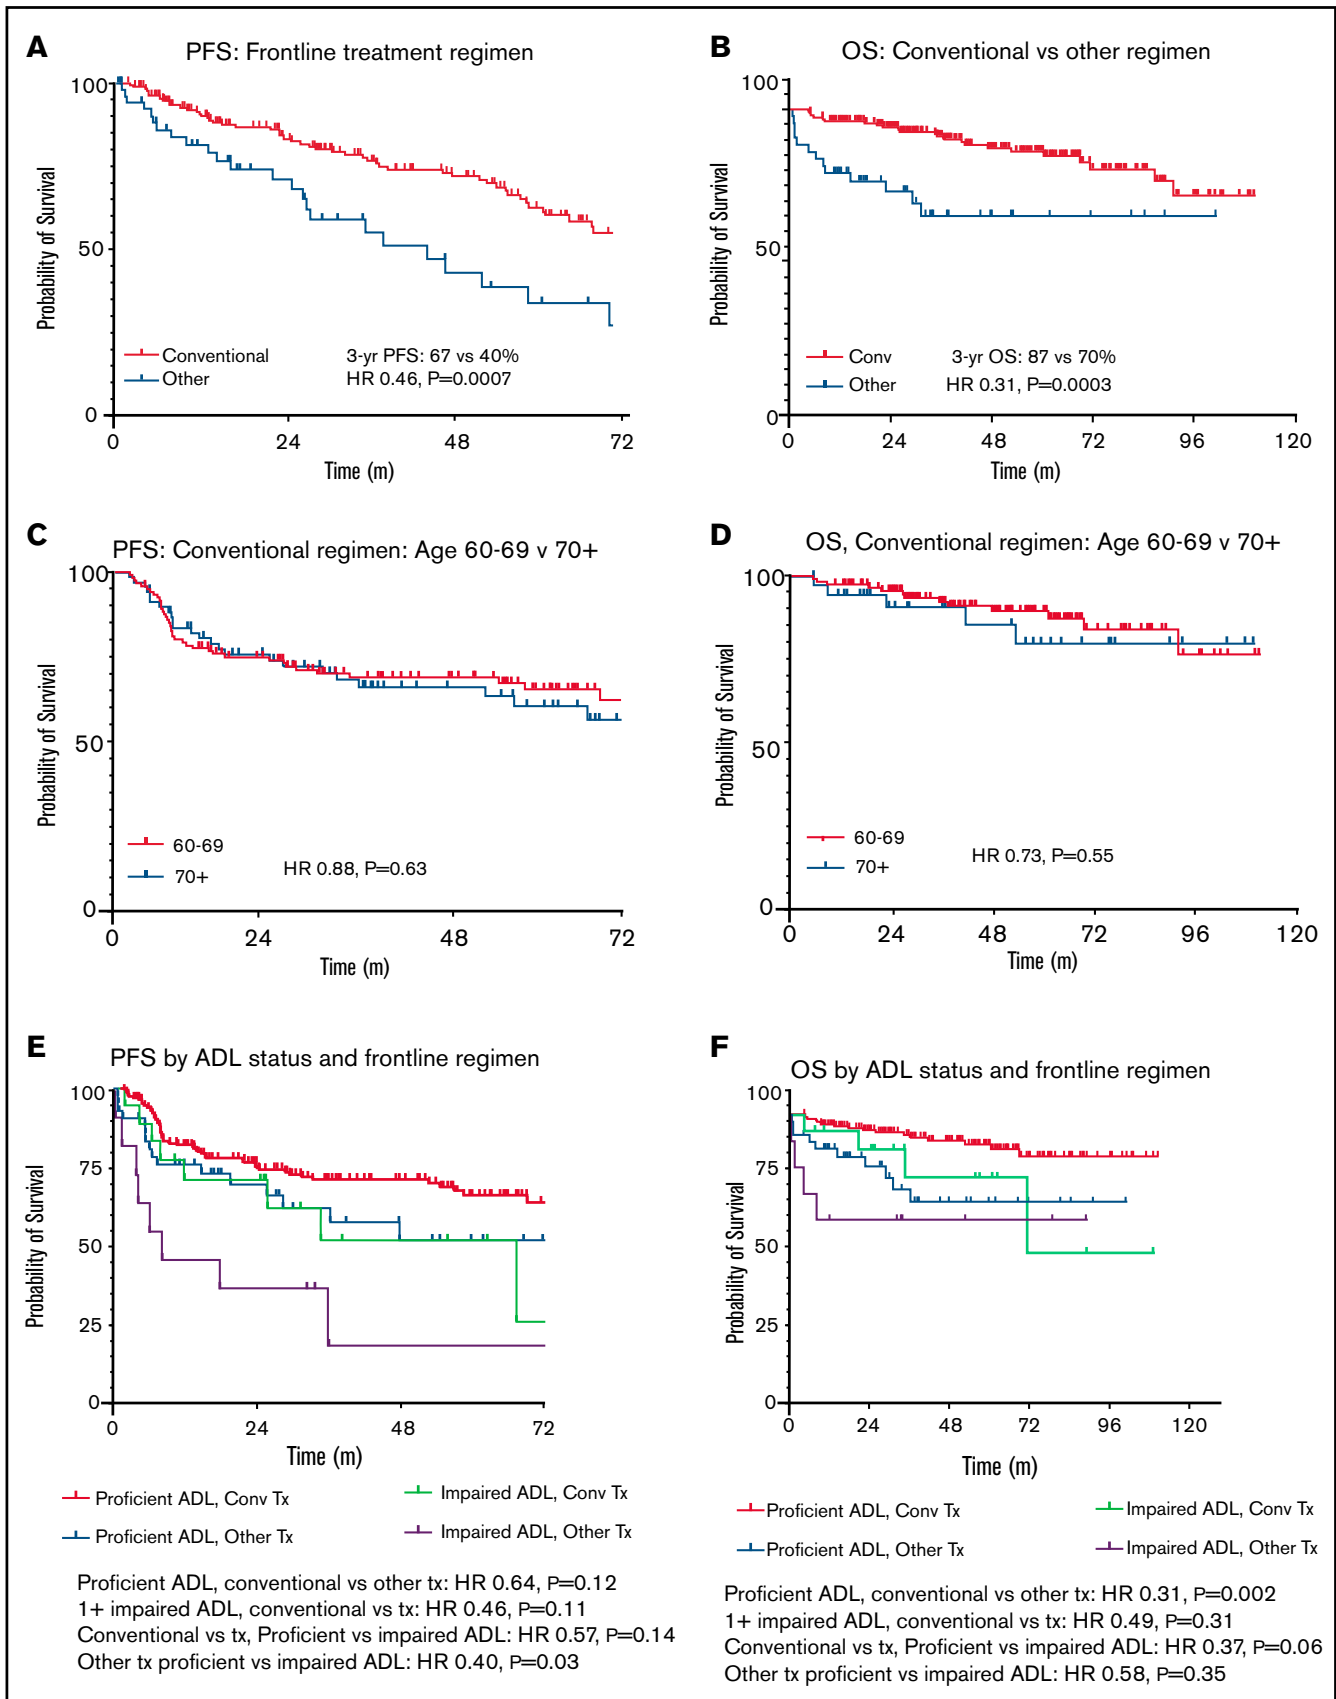 A
PFS: Frontline treatment regimen
100
50
0
Probability of Survival
Conventional
Other
3-yr PFS: 67 vs 40%
HR 0.46, P=0.0007
0 24 48 72
Time (m)
B
OS: Conventional vs other regimen
100
50
0
Probability of Survival
Conv
Other
3-yr OS: 87 vs 70%
HR 0.31, P=0.0003
0 24 48 72 96 120
Time (m)
C
PFS: Conventional regimen: Age 60-69 v 70+
100
50
0
Probability of Survival
60-69
70+
HR 0.88, P=0.63
0 24 48 72
Time (m)
D
OS, Conventional regimen: Age 60-69 v 70+
100
50
0
Probability of Survival
60-69
70+
HR 0.73, P=0.55
0 24 48 72 96 120
Time (m)
E
PFS by ADL status and frontline regimen
100
75
50
25
0
Probability of Survival
0 24 48 72
Time (m)
Proficient ADL, Conv Tx
Impaired ADL, Conv Tx
Proficient ADL, Other Tx
Impaired ADL, Other Tx
Proficient ADL, conventional vs other tx: HR 0.64, P=0.12
1+ impaired ADL, conventional vs tx: HR 0.46, P=0.11
Conventional vs tx, Proficient vs impaired ADL: HR 0.57, P=0.14
Other tx proficient vs impaired ADL: HR 0.40, P=0.03
F
OS by ADL status and frontline regimen
100
75
50
25
0
Probability of Survival
0 24 48 72 96 120
Time (m)
Proficient ADL, Conv Tx
Impaired ADL, Conv Tx
Proficient ADL, Other Tx
Impaired ADL, Other Tx
Proficient ADL, conventional vs other tx: HR 0.31, P=0.002
1+ impaired ADL, conventional vs tx: HR 0.49, P=0.31
Conventional vs tx, Proficient vs impaired ADL: HR 0.37, P=0.06
Other tx proficient vs impaired ADL: HR 0.58, P=0.35